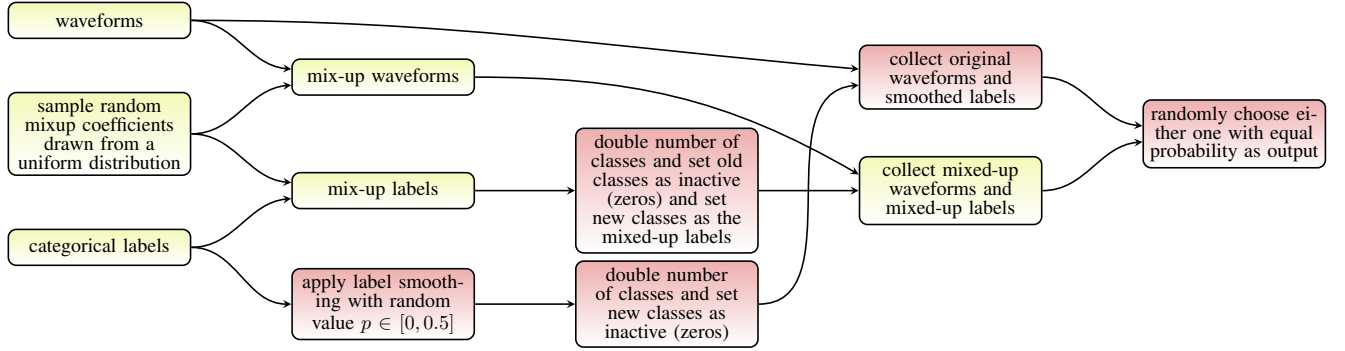 waveforms
sample random
mixup coefficients
drawn from a
uniform distribution
categorical labels
mix-up waveforms
mix-up labels
apply label smooth-
ing with random
value p ∈ [0, 0.5]
double number of
classes and set old
classes as inactive
(zeros) and set
new classes as the
mixed-up labels
double number
of classes and set
new classes as
inactive (zeros)
collect original
waveforms and
smoothed labels
collect mixed-up
waveforms and
mixed-up labels
randomly choose ei-
ther one with equal
probability as output